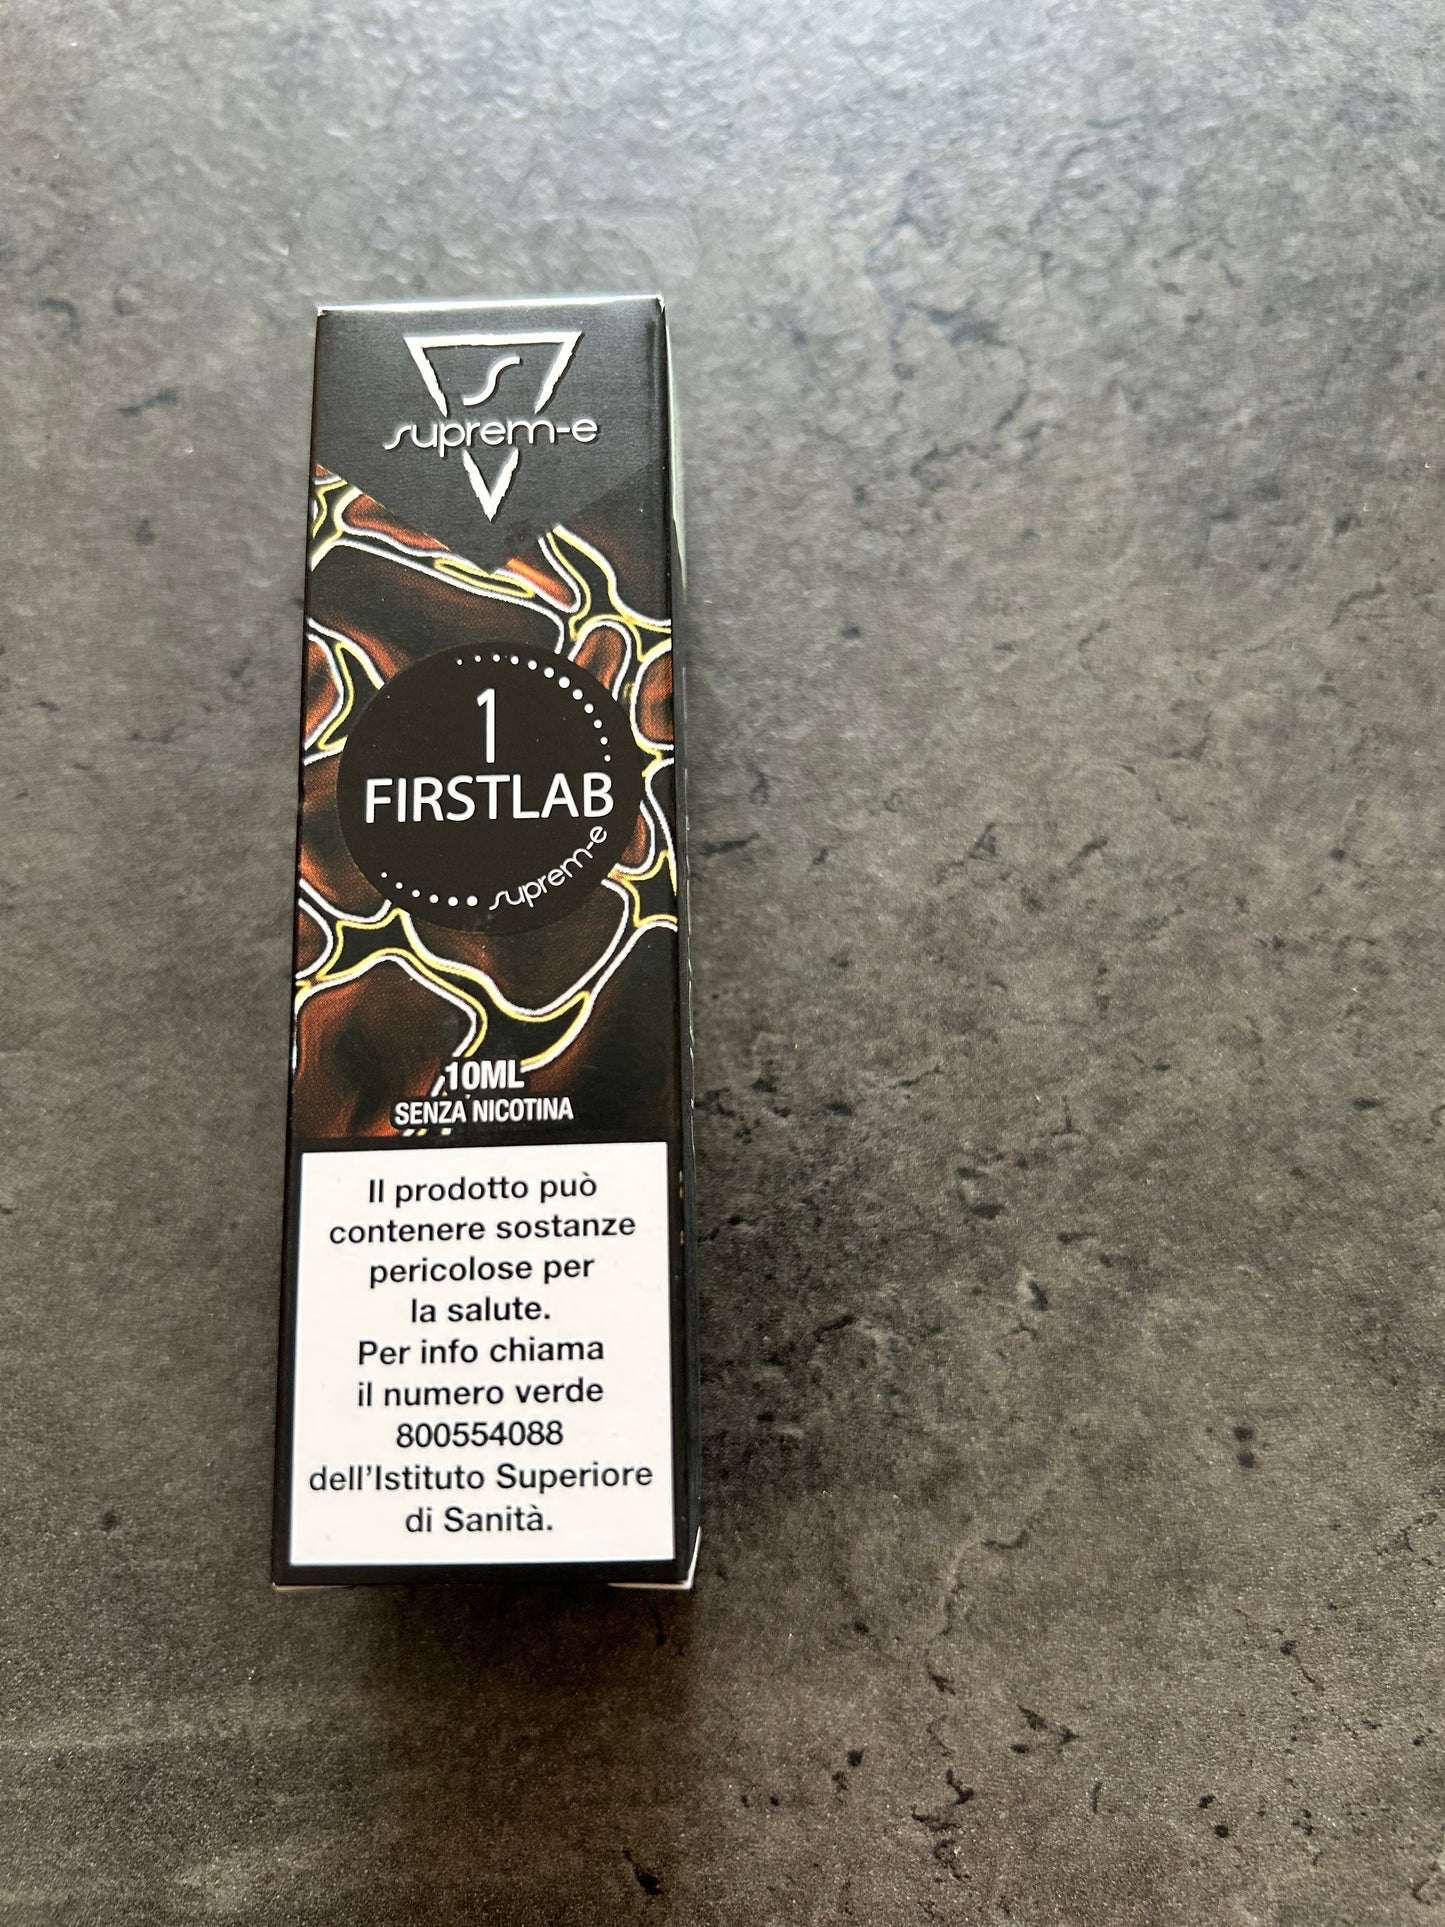 S
suprem-e
1
FIRSTLAB
suprem-e
10ML
SENZA NICOTINA
Il prodotto può
contenere sostanze
pericolose per
la salute.
Per info chiama
il numero verde
800554088
dell'Istituto Superiore
di Sanità.